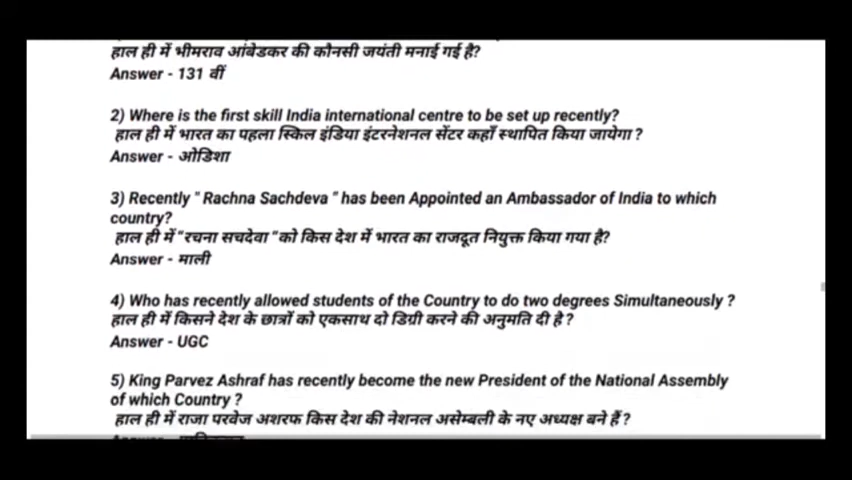 हाल ही में भीमराव आंबेडकर की कौनसी जयंती मनाई गई है?
Answer - 131 वीं
2) Where is the first skill India international centre to be set up recently?
हाल ही में भारत का पहला स्किल इंडिया इंटरनेशनल सेंटर कहाँ स्थापित किया जायेगा ?
Answer - ओडिशा
3) Recently " Rachna Sachdeva " has been Appointed an Ambassador of India to which
country?
हाल ही में "रचना सचदेवा "को किस देश में भारत का राजदूत नियुक्त किया गया है?
Answer - माली
4) Who has recently allowed students of the Country to do two degrees Simultaneously ?
हाल ही में किसने देश के छात्रों को एकसाथ दो डिग्री करने की अनुमति दी है ?
Answer - UGC
5) King Parvez Ashraf has recently become the new President of the National Assembly
of which Country ?
हाल ही में राजा परवेज अशरफ किस देश की नेशनल असेम्बली के नए अध्यक्ष बने हैं ?